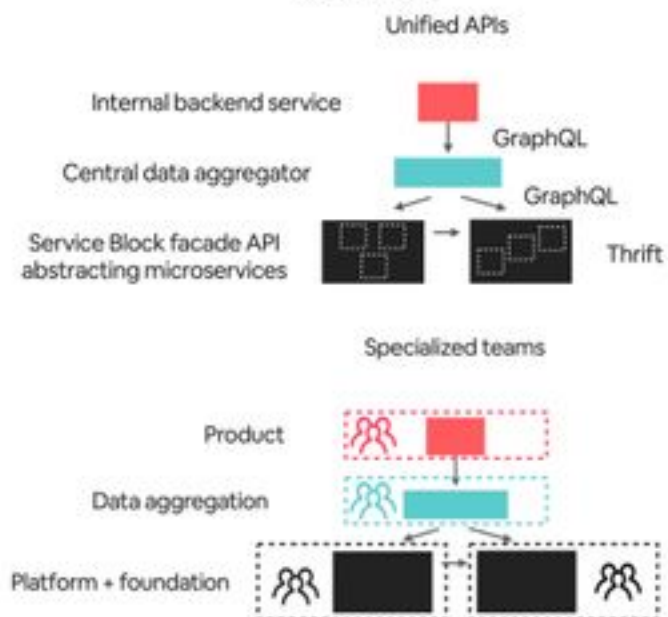 Unified APIs
Internal backend service
GraphQL
Central data aggregator
GraphQL
Service Block facade API
abstracting microservices
Thrift
Specialized teams
Product
Data aggregation
Platform + foundation